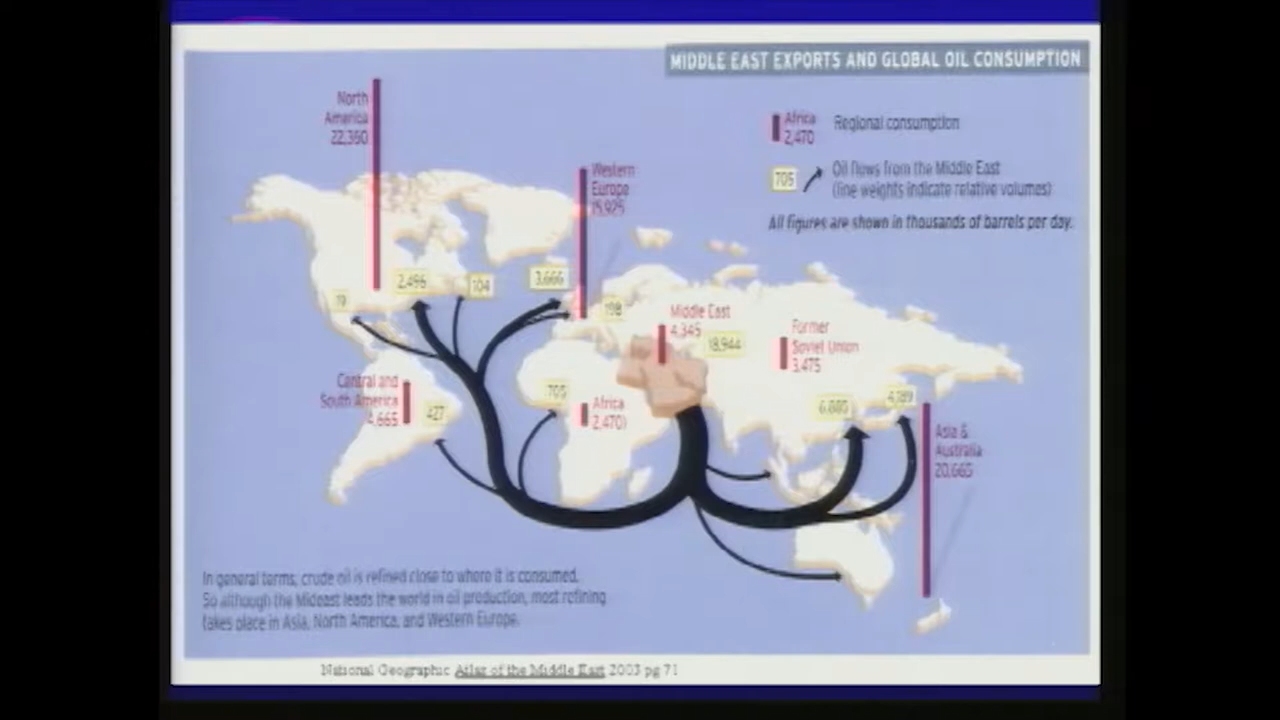 MIDDLE EAST EXPORTS AND GLOBAL OIL CONSUMPTION
North
America
22,360
Africa
2,470
Regional consumption
705
Oil flows from the Middle East
(line weights indicate relative volumes)
All figures are shown in thousands of barrels per day.
Western
Europe
15,925
19
2,496
104
3,666
198
Middle East
4,345
18,944
Former
Soviet Union
3,475
Central and
South America
4,665
427
705
Africa
2,470
4,189
Asia &
Australia
20,665
In general terms, crude oil is refined close to where it is consumed.
So although the Mideast leads the world in oil production, most refining
takes place in Asia, North America, and Western Europe.
National Geographic Atlas of the Middle East 2003 pg 71